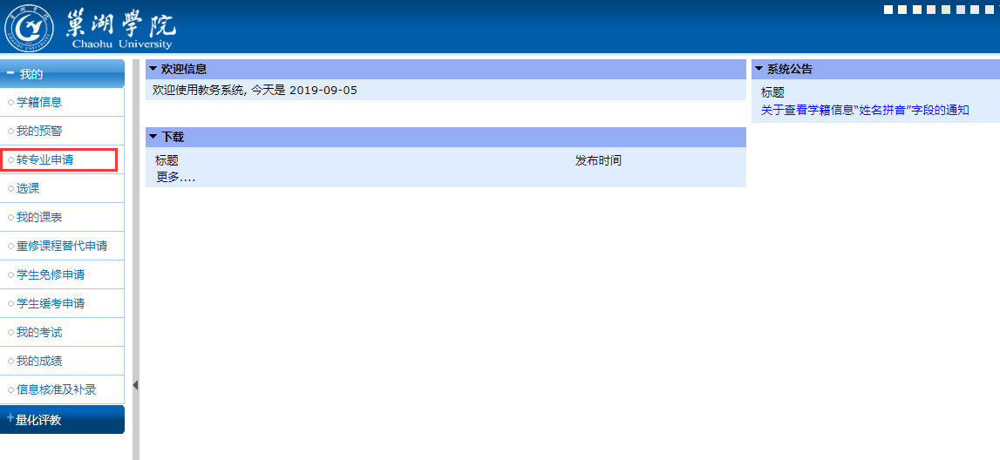 巢湖學院
Chaohu University
我的
学籍信息
我的预警
转专业申请
选课
我的课表
重修课程替代申请
学生免修申请
学生缓考申请
我的考试
我的成绩
信息核准及补录
量化评教
欢迎信息
欢迎使用教务系统, 今天是 2019-09-05
下载
标题 发布时间
更多....
系统公告
标题
关于查看学籍信息“姓名拼音”字段的通知